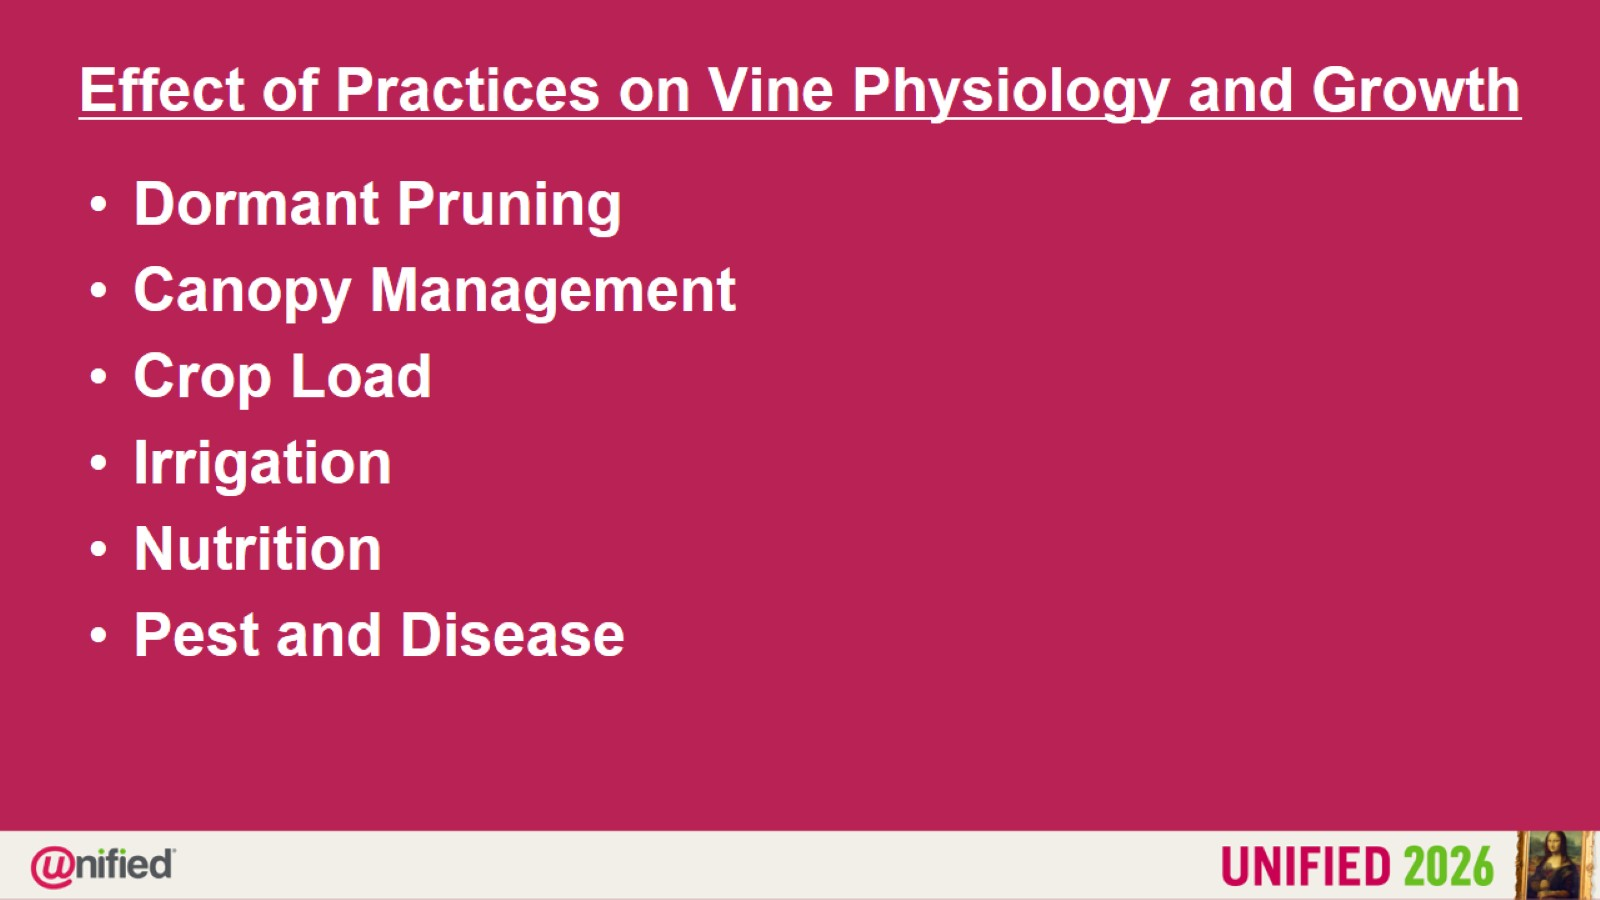 Effect of Practices on Vine Physiology and Growth
• Dormant Pruning
• Canopy Management
• Crop Load
• Irrigation
• Nutrition
• Pest and Disease
@unified
UNIFIED 2026